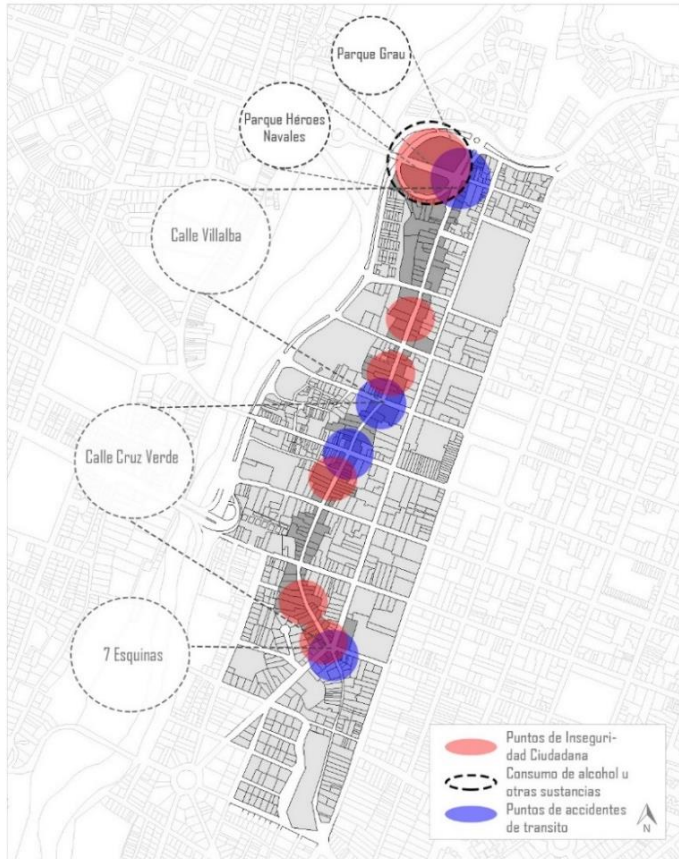 Parque Grau
Parque Héroes
Navales
Calle Villalba
Calle Cruz Verde
7 Esquinas
Puntos de Inseguri-
dad Ciudadana
Consumo de alcohol u
otras sustancias
Puntos de accidentes
de transito
N